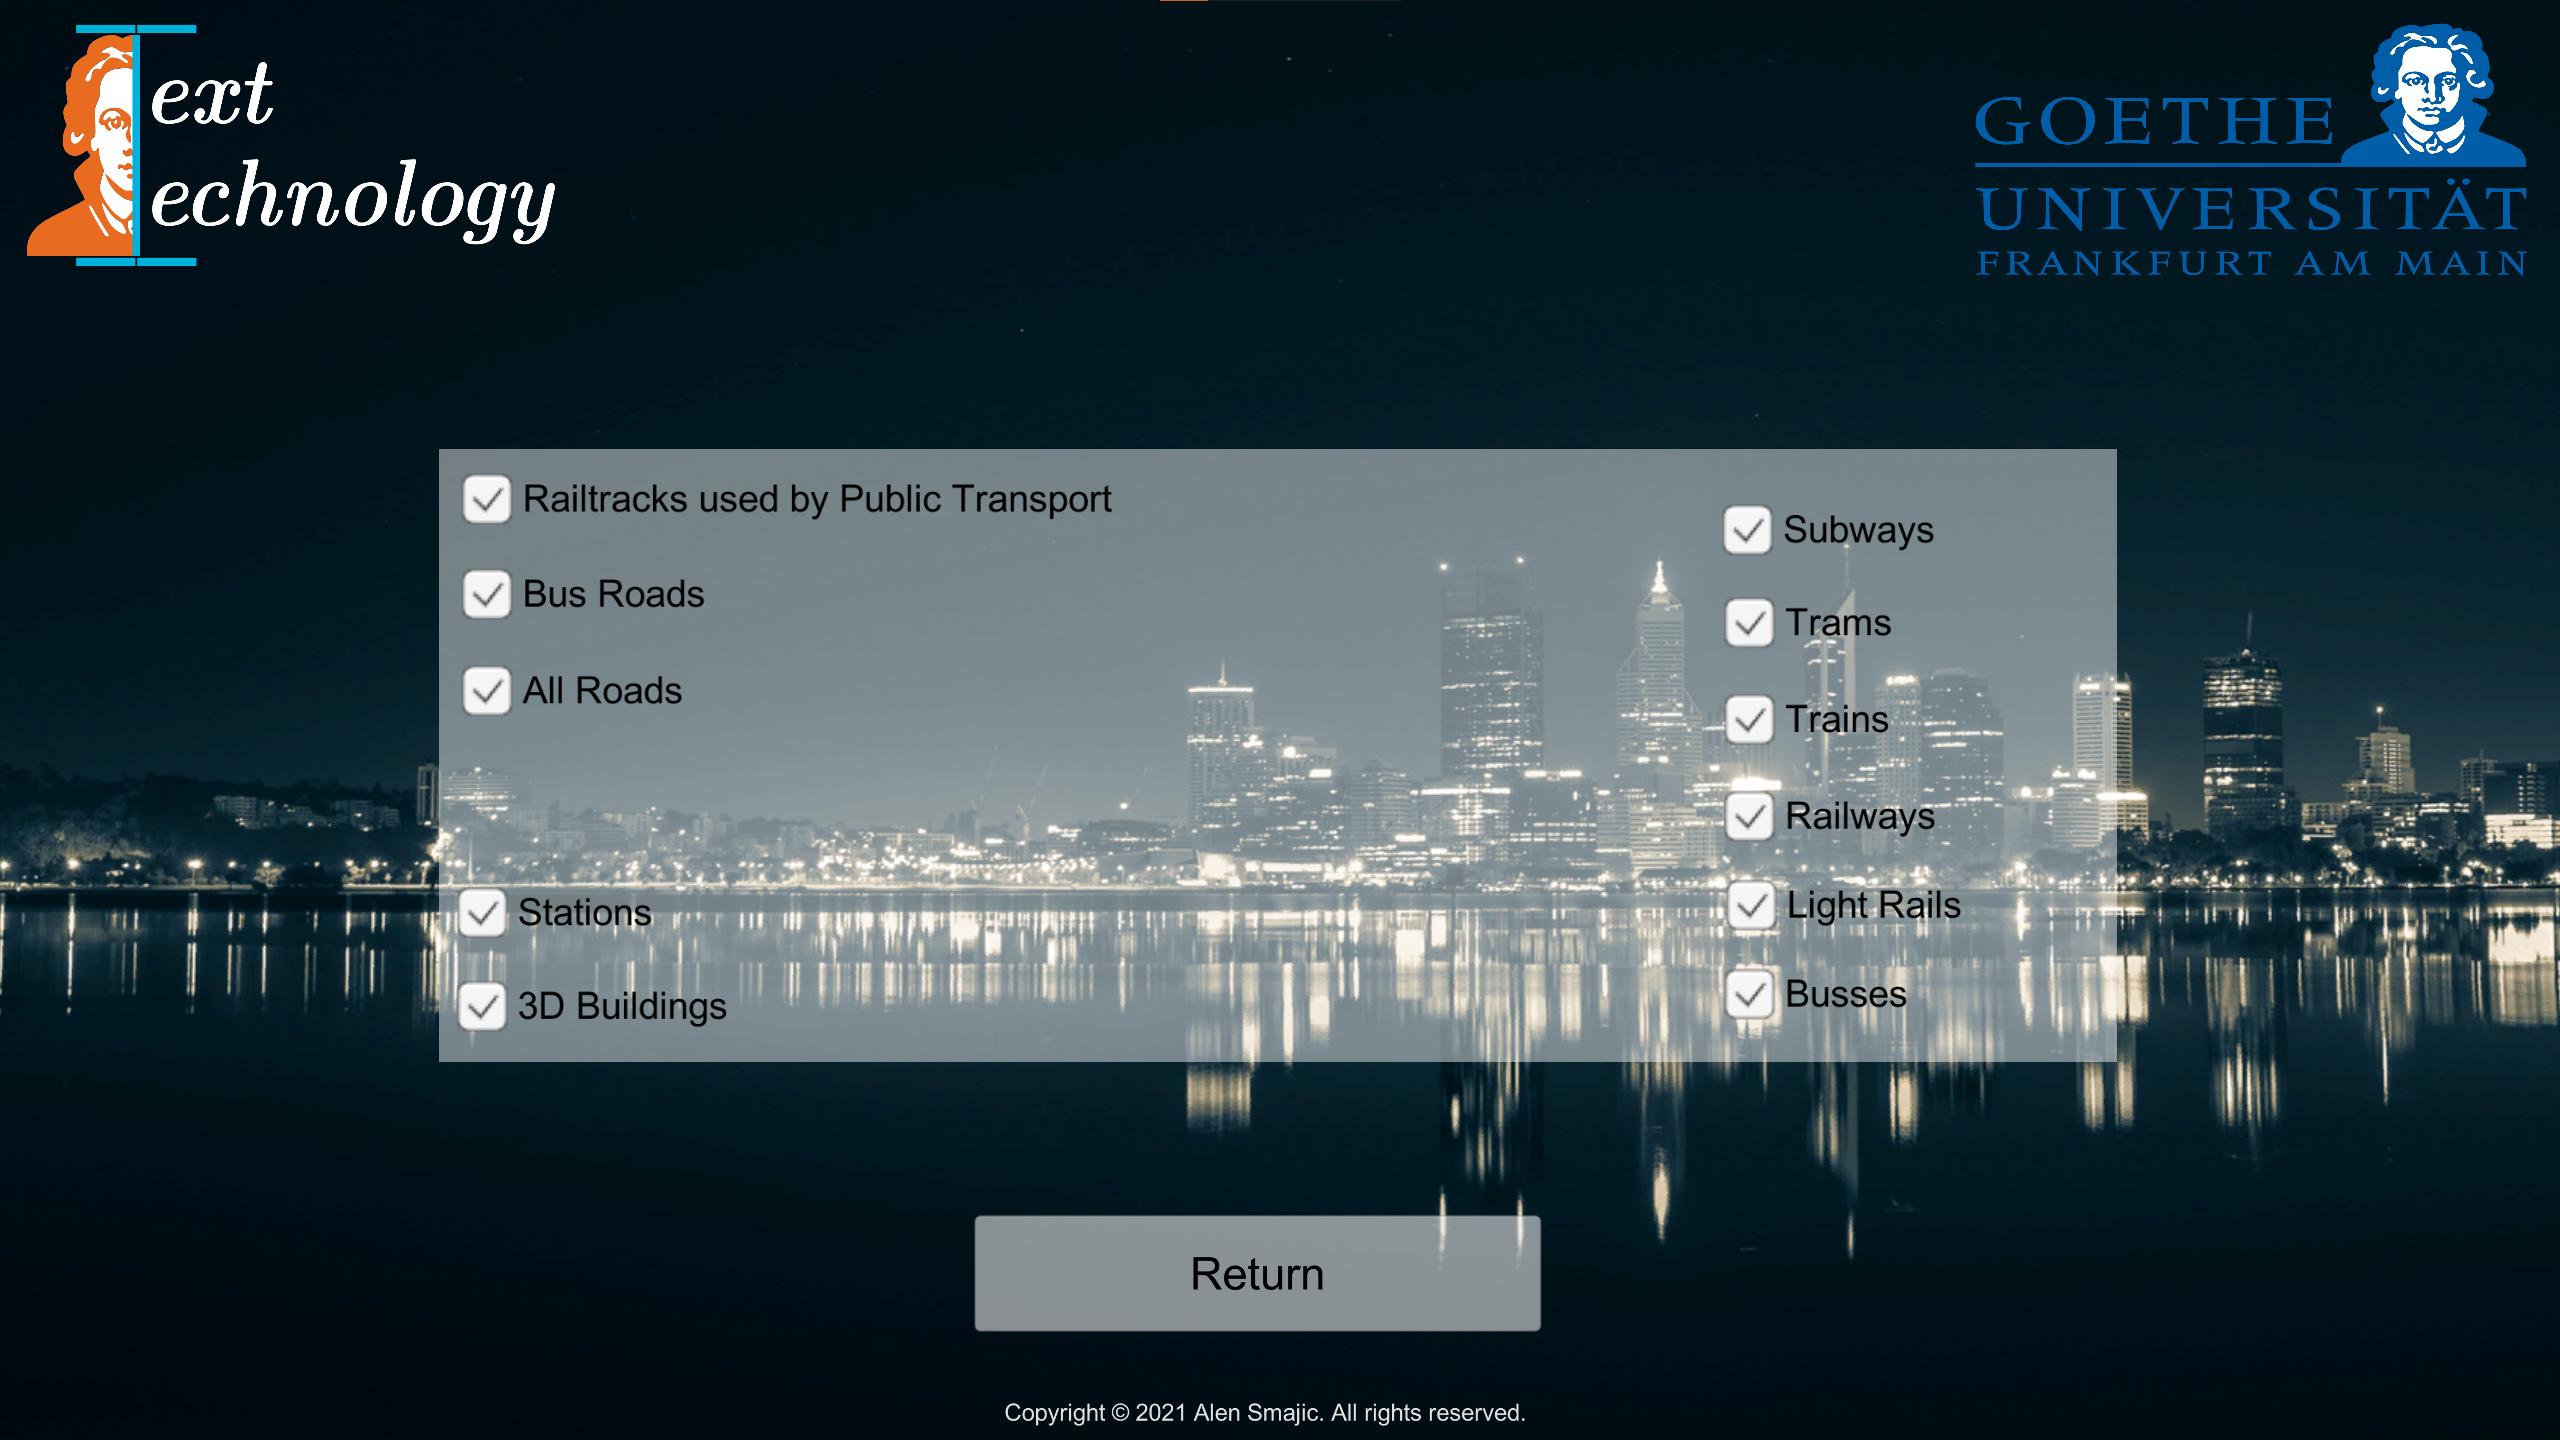 ext
echnology
GOETHE
UNIVERSITÄT
FRANKFURT AM MAIN
Railtracks used by Public Transport
Bus Roads
All Roads
Stations
3D Buildings
Subways
Trams
Trains
Railways
Light Rails
Busses
Return
Copyright © 2021 Alen Smajic. All rights reserved.